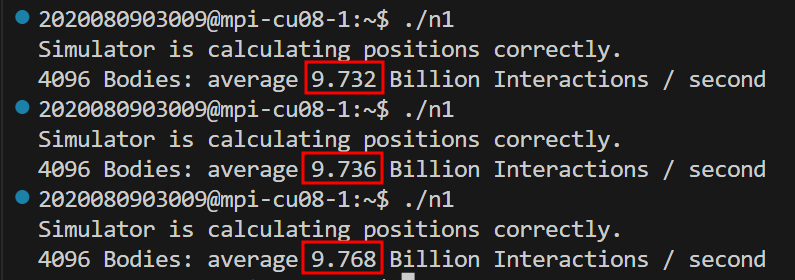 2020080903009@mpi-cu08-1:~$ ./n1
Simulator is calculating positions correctly.
4096 Bodies: average 9.732 Billion Interactions / second
2020080903009@mpi-cu08-1:~$ ./n1
Simulator is calculating positions correctly.
4096 Bodies: average 9.736 Billion Interactions / second
2020080903009@mpi-cu08-1:~$ ./n1
Simulator is calculating positions correctly.
4096 Bodies: average 9.768 Billion Interactions / second